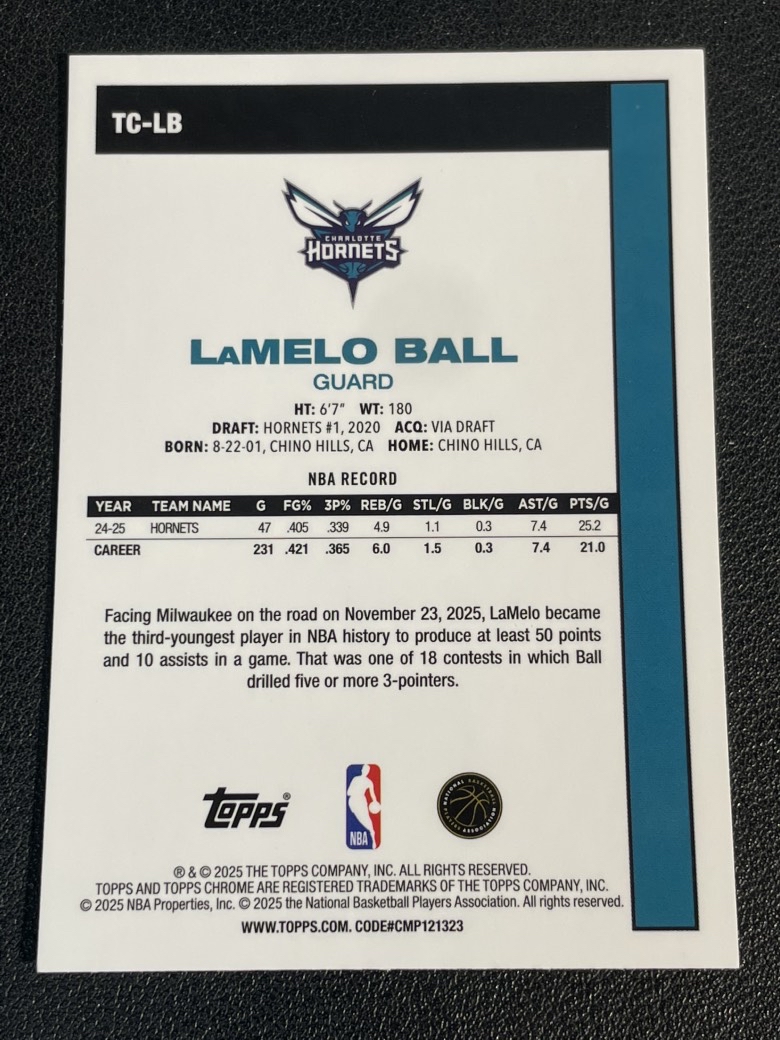 TC-LB
CHARLOTTE
HORNETS
LaMELO BALL
GUARD
HT: 6'7" WT: 180
DRAFT: HORNETS #1, 2020 ACQ: VIA DRAFT
BORN: 8-22-01, CHINO HILLS, CA HOME: CHINO HILLS, CA
NBA RECORD
YEAR TEAM NAME G FG% 3P% REB/G STL/G BLK/G AST/G PTS/G
24-25 HORNETS 47 .405 .339 4.9 1.1 0.3 7.4 25.2
CAREER 231 .421 .365 6.0 1.5 0.3 7.4 21.0
Facing Milwaukee on the road on November 23, 2025, LaMelo became
the third-youngest player in NBA history to produce at least 50 points
and 10 assists in a game. That was one of 18 contests in which Ball
drilled five or more 3-pointers.
topps®
NBA
NATIONAL BASKETBALL PLAYERS ASSOCIATION
® & © 2025 THE TOPPS COMPANY, INC. ALL RIGHTS RESERVED.
TOPPS AND TOPPS CHROME ARE REGISTERED TRADEMARKS OF THE TOPPS COMPANY, INC.
© 2025 NBA Properties, Inc. © 2025 the National Basketball Players Association. All rights reserved.
WWW.TOPPS.COM. CODE#CMP121323